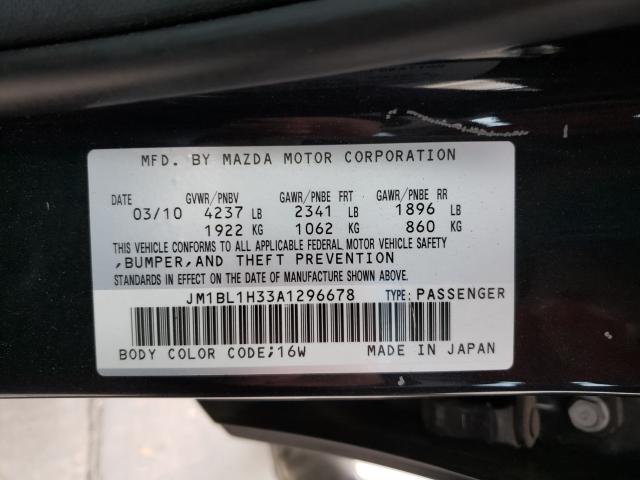 MFD. BY MAZDA MOTOR CORPORATION
DATE GVWR/PNBV GAWR/PNBE FRT GAWR/PNBE RR
03/10 4237 LB 2341 LB 1896 LB
1922 KG 1062 KG 860 KG
THIS VEHICLE CONFORMS TO ALL APPLICABLE FEDERAL MOTOR VEHICLE SAFETY
,BUMPER,AND THEFT PREVENTION
STANDARDS IN EFFECT ON THE DATE OF MANUFACTURE SHOWN ABOVE.
JM1BL1H33A1296678 TYPE: PASSENGER
BODY COLOR CODE;16W MADE IN JAPAN